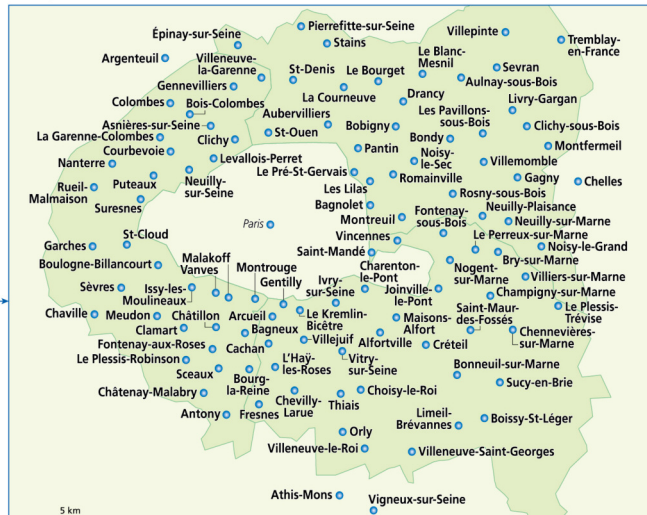 Pierrefitte-sur-Seine
Villepinte
Épinay-sur-Seine
Stains
Tremblay-
en-France
Argenteuil
Villeneuve-
la-Garenne
St-Denis
Le Bourget
Le Blanc-
Mesnil
Sevran
Aulnay-sous-Bois
Gennevilliers
La Courneuve
Drancy
Livry-Gargan
Colombes
Bois-Colombes
Aubervilliers
Les Pavillons-
sous-Bois
Asnières-sur-Seine
St-Ouen
Bobigny
Bondy
Clichy-sous-Bois
La Garenne-Colombes
Clichy
Courbevoie
Pantin
Noisy-
le-Sec
Montfermeil
Nanterre
Levallois-Perret
Le Pré-St-Gervais
Villemomble
Rueil-
Malmaison
Puteaux
Neuilly-
sur-Seine
Romainville
Gagny
Chelles
Suresnes
Les Lilas
Rosny-sous-Bois
Bagnolet
Neuilly-Plaisance
Paris
Montreuil
Fontenay-
sous-Bois
Neuilly-sur-Marne
St-Cloud
Vincennes
Le Perreux-sur-Marne
Garches
Noisy-le-Grand
Saint-Mandé
Bry-sur-Marne
Boulogne-Billancourt
Malakoff
Vanves
Montrouge
Gentilly
Ivry-
sur-Seine
Charenton-
le-Pont
Joinville-
le-Pont
Nogent-
sur-Marne
Villiers-sur-Marne
Sèvres
Issy-les-
Moulineaux
Champigny-sur-Marne
Le Plessis-
Trévise
Chaville
Meudon
Châtillon
Arcueil
Le Kremlin-
Bicêtre
Maisons-
Alfort
Saint-Maur-
des-Fossés
Chennevières-
sur-Marne
Clamart
Bagneux
Villejuif
Alfortville
Créteil
Fontenay-aux-Roses
Cachan
Vitry-
sur-Seine
Le Plessis-Robinson
L'Haÿ-
les-Roses
Bonneuil-sur-Marne
Sceaux
Bourg-
la-Reine
Sucy-en-Brie
Châtenay-Malabry
Chevilly-
Larue
Thiais
Choisy-le-Roi
Antony
Fresnes
Limeil-
Brévannes
Boissy-St-Léger
Orly
Villeneuve-le-Roi
Villeneuve-Saint-Georges
Athis-Mons
Vigneux-sur-Seine
5 km